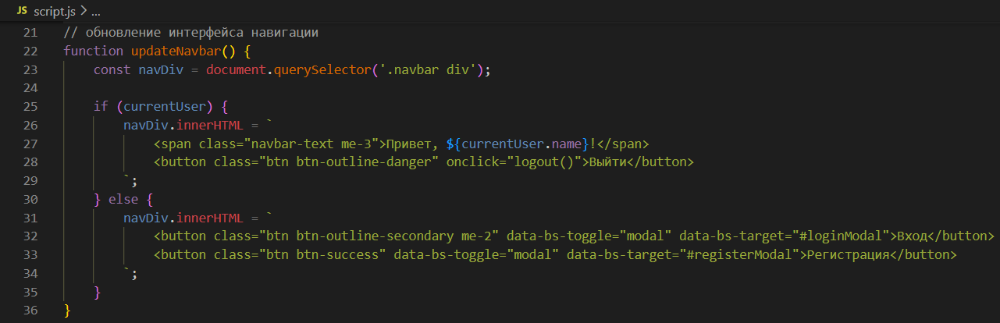 JS script.js > ...
21 // обновление интерфейса навигации
22 function updateNavbar() {
23     const navDiv = document.querySelector('.navbar div');
24
25     if (currentUser) {
26         navDiv.innerHTML = `
27             <span class="navbar-text me-3">Привет, ${currentUser.name}!</span>
28             <button class="btn btn-outline-danger" onclick="logout()">Выйти</button>
29         `;
30     } else {
31         navDiv.innerHTML = `
32             <button class="btn btn-outline-secondary me-2" data-bs-toggle="modal" data-bs-target="#loginModal">Вход</button>
33             <button class="btn btn-success" data-bs-toggle="modal" data-bs-target="#registerModal">Регистрация</button>
34         `;
35     }
36 }